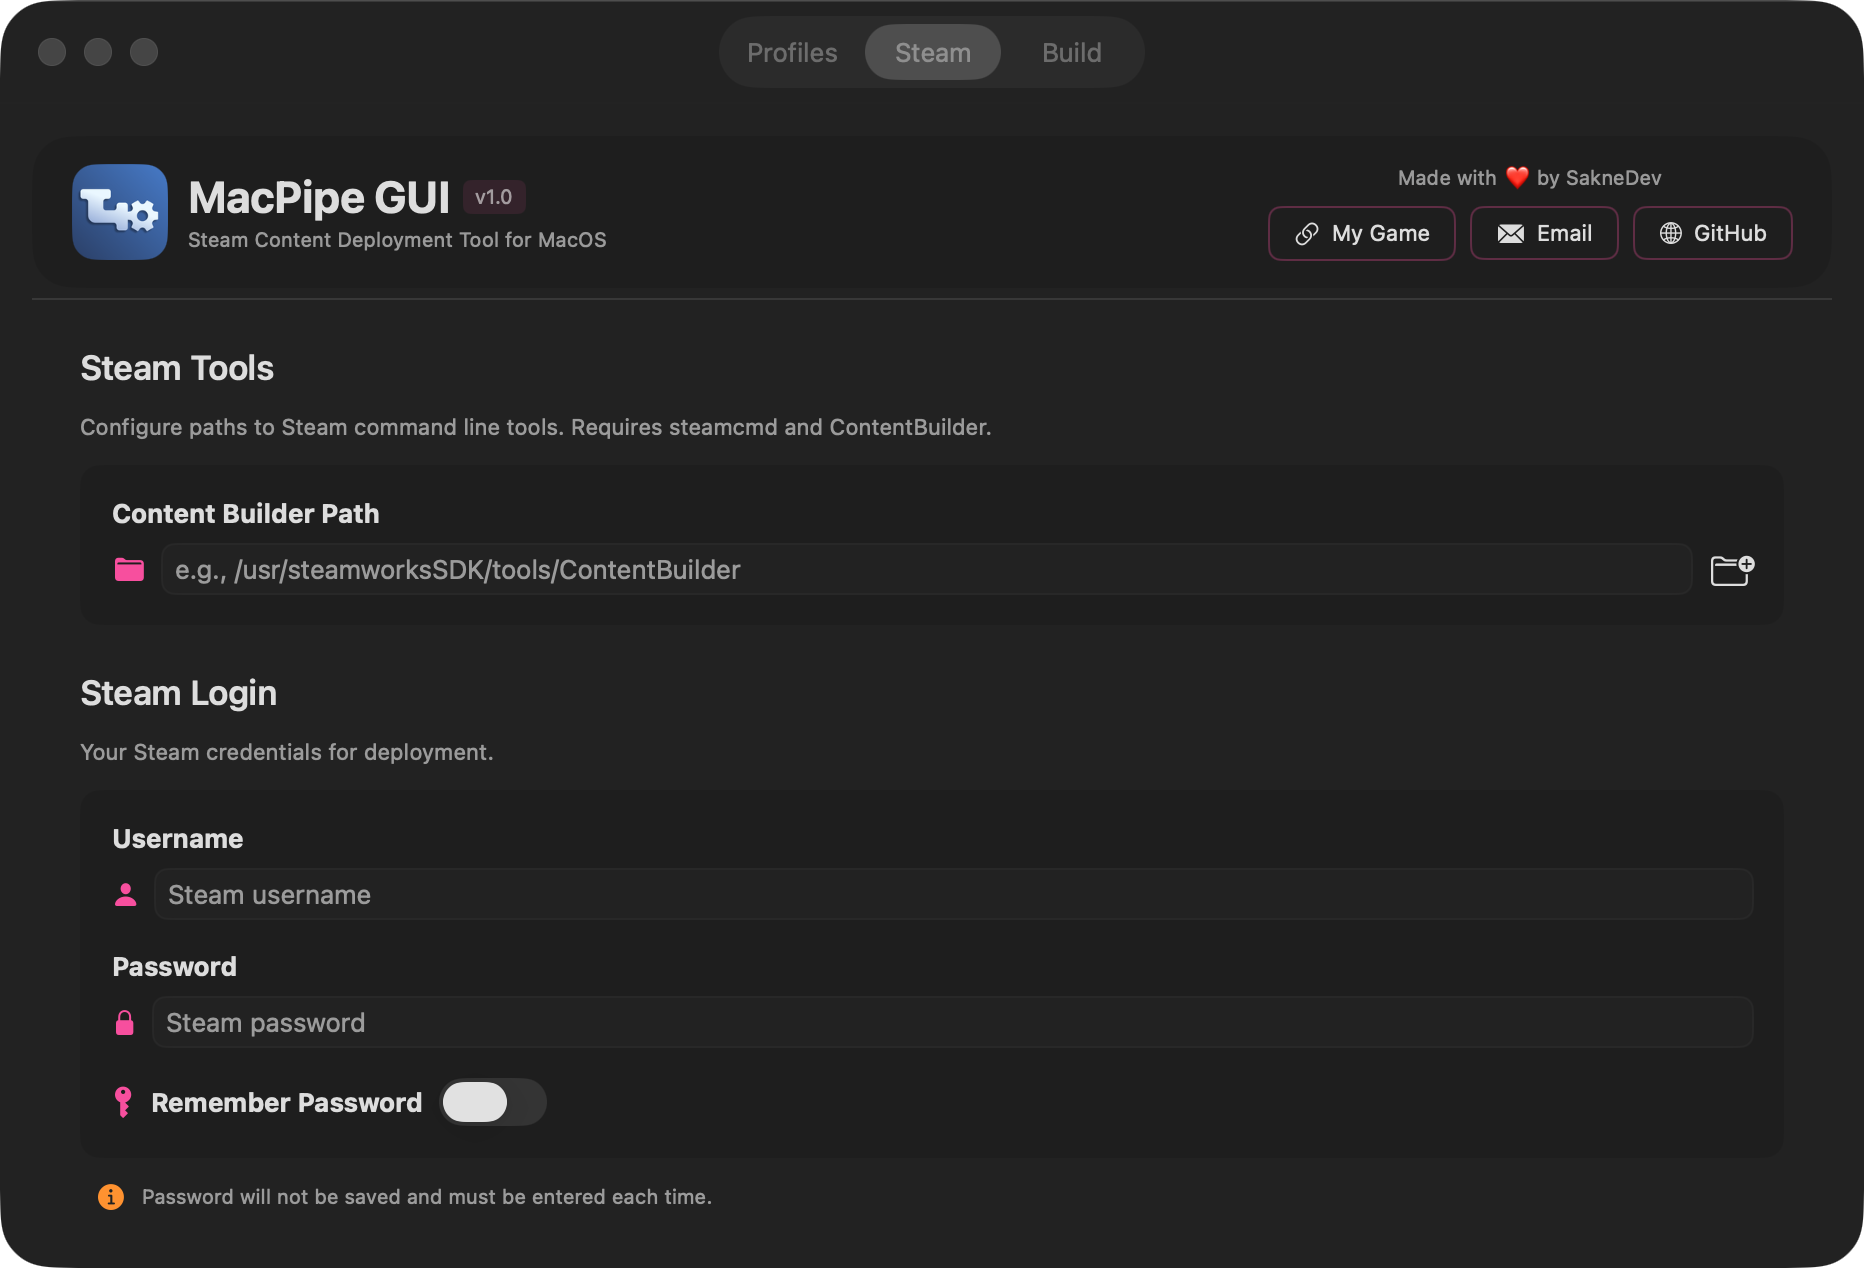 Profiles Steam Build
MacPipe GUI v1.0
Steam Content Deployment Tool for MacOS
Made with ❤️ by SakneDev
My Game Email GitHub
Steam Tools
Configure paths to Steam command line tools. Requires steamcmd and ContentBuilder.
Content Builder Path
e.g., /usr/steamworksSDK/tools/ContentBuilder
Steam Login
Your Steam credentials for deployment.
Username
Steam username
Password
Steam password
Remember Password
Password will not be saved and must be entered each time.